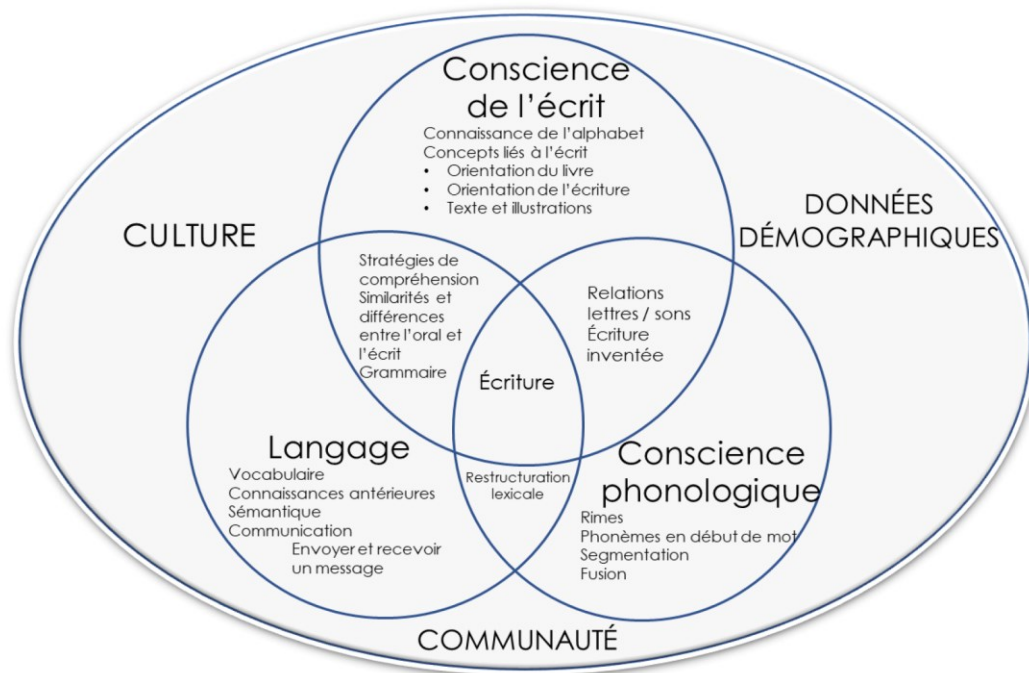 Conscience
de l’écrit
Connaissance de l’alphabet
Concepts liés à l’écrit
• Orientation du livre
• Orientation de l’écriture
• Texte et illustrations
CULTURE
DONNÉES
DÉMOGRAPHIQUES
Stratégies de
compréhension
Similarités et
différences
entre l’oral et
l’écrit
Grammaire
Relations
lettres / sons
Écriture
inventée
Écriture
Langage
Vocabulaire
Connaissances antérieures
Sémantique
Communication
Envoyer et recevoir
un message
Restructuration
lexicale
Conscience
phonologique
Rimes
Phonèmes en début de mot
Segmentation
Fusion
COMMUNAUTÉ